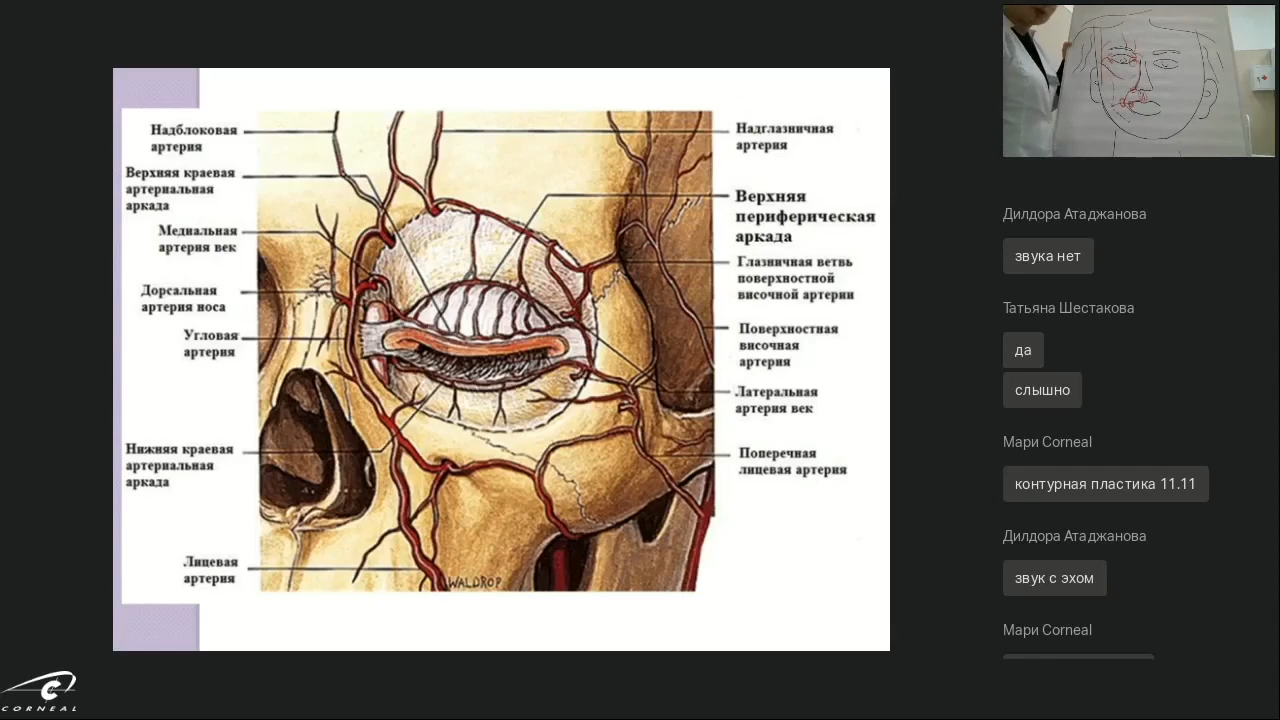 Надблоковая
артерия
Верхняя краевая
артериальная
аркада
Медиальная
артерия век
Дорсальная
артерия носа
Угловая
артерия
Нижняя краевая
артериальная
аркада
Лицевая
артерия
WALDROP
Надглазничная
артерия
Верхняя
периферическая
аркада
Глазничная ветвь
поверхностной
височной артерии
Поверхностная
височная
артерия
Латеральная
артерия век
Поперечная
лицевая артерия
CORNEAL
Дилдора Атаджанова
звука нет
Татьяна Шестакова
да
слышно
Мари Corneal
контурная пластика 11.11
Дилдора Атаджанова
звук с эхом
Мари Corneal